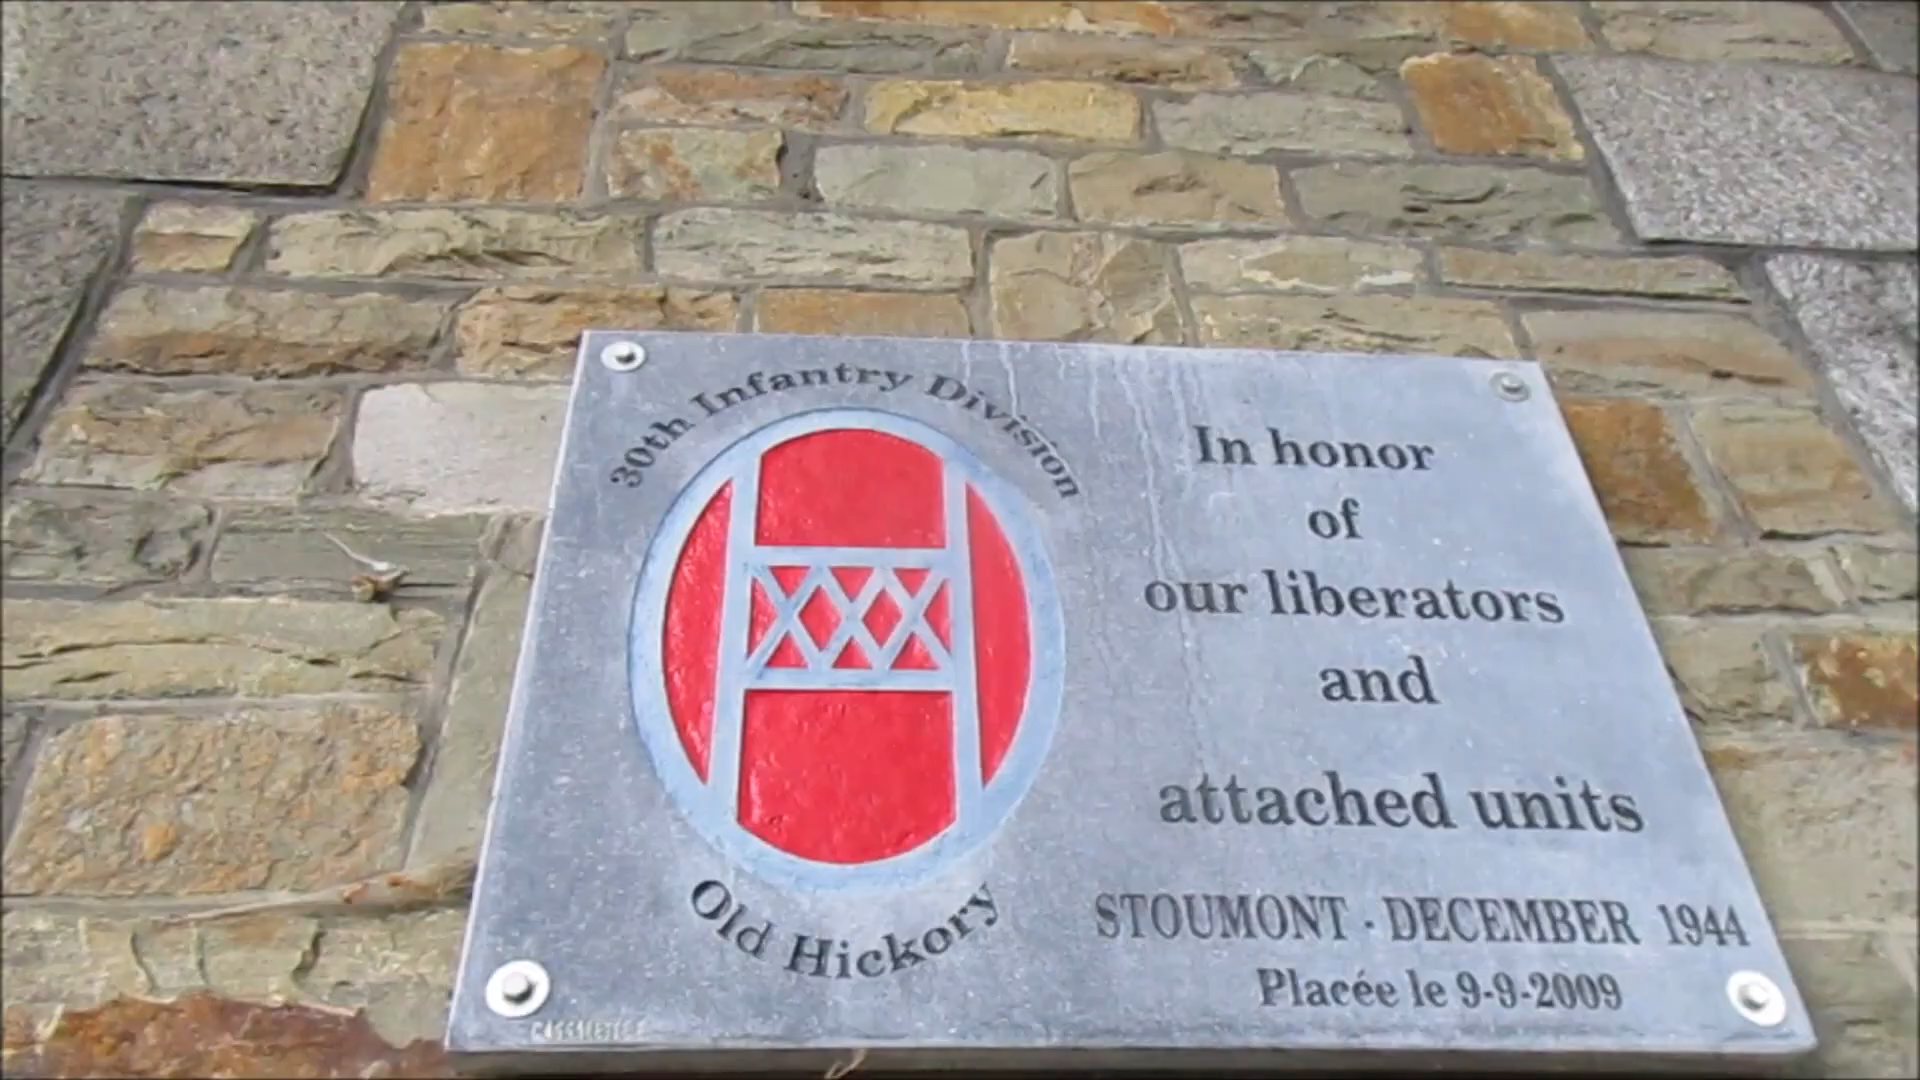 30th Infantry Division
Old Hickory
In honor
of
our liberators
and
attached units
STOUMONT - DECEMBER 1944
Placée le 9-9-2009